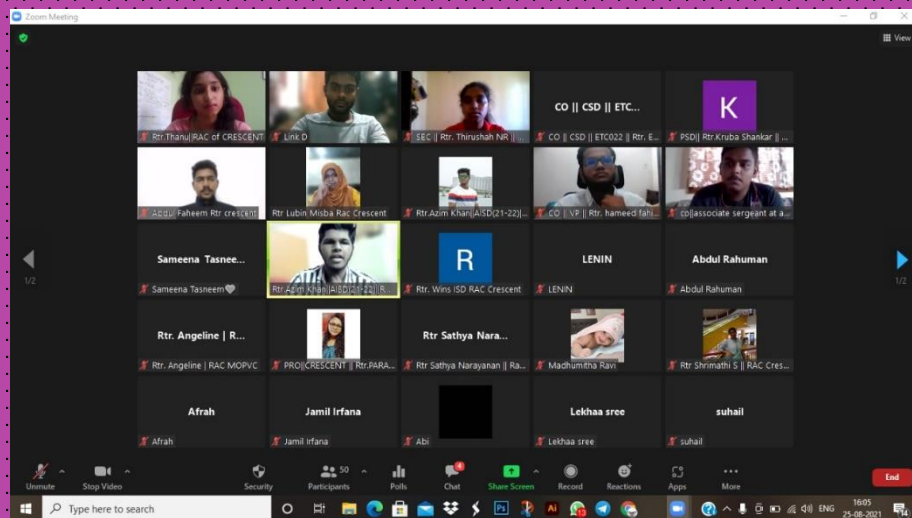 Zoom Meeting
View
Rtr.Thanu||RAC of CRESCENT
Link D
SEC || Rtr. Thirushah NR || ...
CO || CSD || ETC...
CO || CSD || ETC022 || Rtr. E...
K
PSD|| Rtr.Kruba Shankar || ...
Abdul Faheem Rtr crescent
Rtr Lubin Misba Rac Crescent
Rtr.Azim Khan||AISD(21-22)|...
CO || VP || Rtr. hameed fahi...
co||associate sergeant at a...
1/2
Sameena Tasnee...
Sameena Tasneem
Rtr.Azim Khan||AISD(21-22)|| R...
R
Rtr. Wins ISD RAC Crescent
LENIN
LENIN
Abdul Rahuman
Abdul Rahuman
1/2
Rtr. Angeline | R...
Rtr. Angeline | RAC MOPVC
PRO||CRESCENT || Rtr.PARA...
Rtr Sathya Nara...
Rtr Sathya Narayanan || Ra...
Madhumitha Ravi
Rtr Shrimathi S || RAC Cres...
Afrah
Afrah
Jamil Irfana
Jamil Irfana
Abi
Lekhaa sree
Lekhaa sree
suhail
suhail
Unmute
Stop Video
Security
50
Participants
Polls
4
Chat
Share Screen
Record
Reactions
Apps
More
End
Type here to search
Ps
Ai
ENG
16:05
25-08-2021